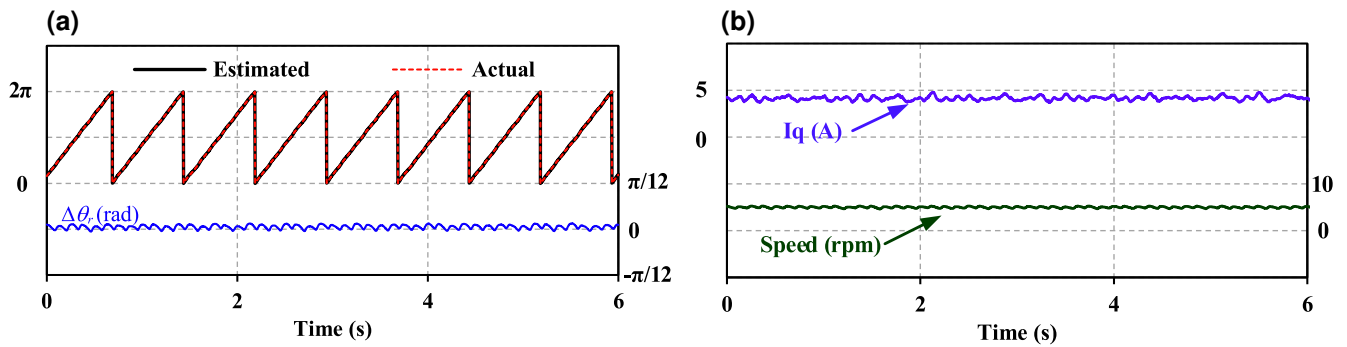 (a)
Estimated
Actual
2π
0
π/12
Δθr (rad)
0
-π/12
0
2
4
6
Time (s)
(b)
5
Iq (A)
0
10
Speed (rpm)
0
0
2
4
6
Time (s)